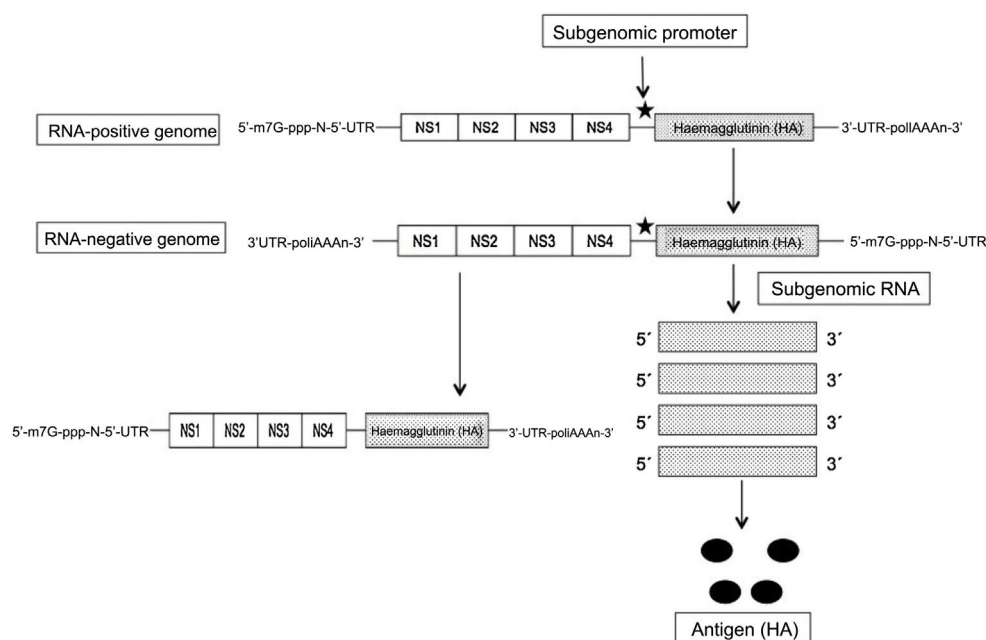 Subgenomic promoter
RNA-positive genome
5'-m7G-ppp-N-5'-UTR
NS1
NS2
NS3
NS4
Haemagglutinin (HA)
3'-UTR-pollAAAn-3'
RNA-negative genome
3'UTR-poliAAAn-3'
NS1
NS2
NS3
NS4
Haemagglutinin (HA)
5'-m7G-ppp-N-5'-UTR
Subgenomic RNA
5´
3´
5´
3´
5´
3´
5´
3´
5'-m7G-ppp-N-5'-UTR
NS1
NS2
NS3
NS4
Haemagglutinin (HA)
3'-UTR-poliAAAn-3'
Antigen (HA)